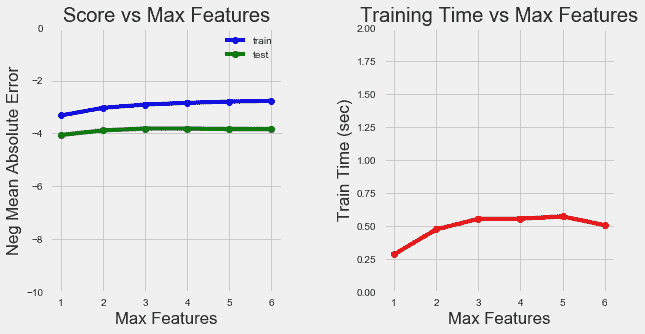 Score vs Max Features
train
test
Neg Mean Absolute Error
0
−2
−4
−6
−8
−10
1 2 3 4 5 6
Max Features
Training Time vs Max Features
Train Time (sec)
2.00
1.75
1.50
1.25
1.00
0.75
0.50
0.25
0.00
1 2 3 4 5 6
Max Features